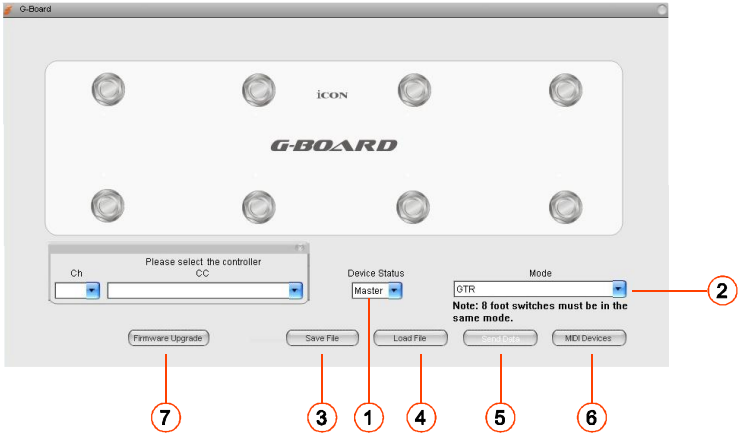 G-Board
iCON
G-BOARD
Please select the controller
Ch
CC
Device Status
Mode
Master
GTR
2
Note: 8 foot switches must be in the
same mode.
Firmware Upgrade
Save File
Load File
Send Data
MIDI Devices
7
3
1
4
5
6